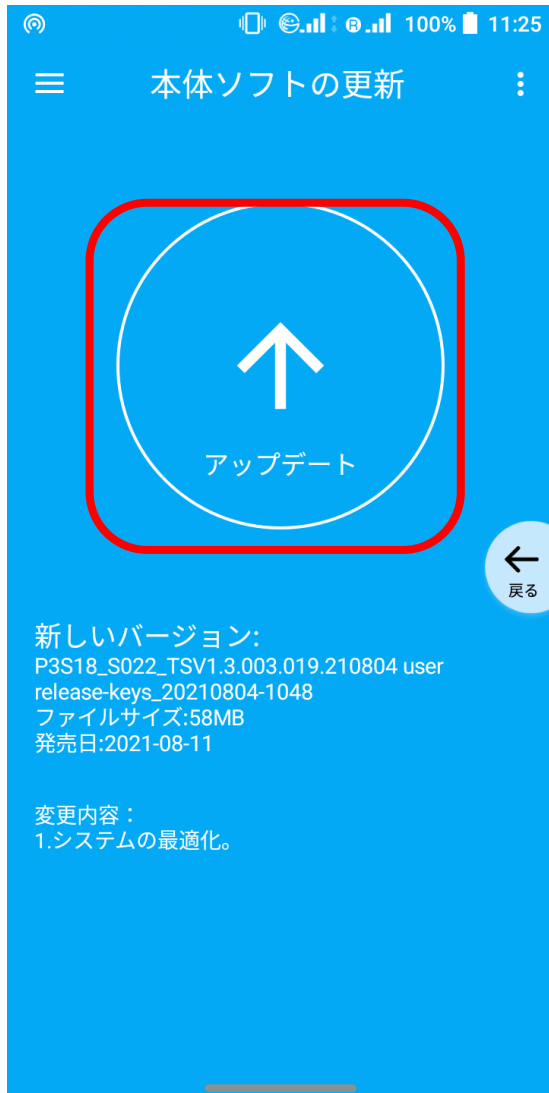 100% 11:25
本体ソフトの更新
アップデート
戻る
新しいバージョン:
P3S18_S022_TSV1.3.003.019.210804 user
release-keys_20210804-1048
ファイルサイズ:58MB
発売日:2021-08-11
変更内容：
1.システムの最適化。